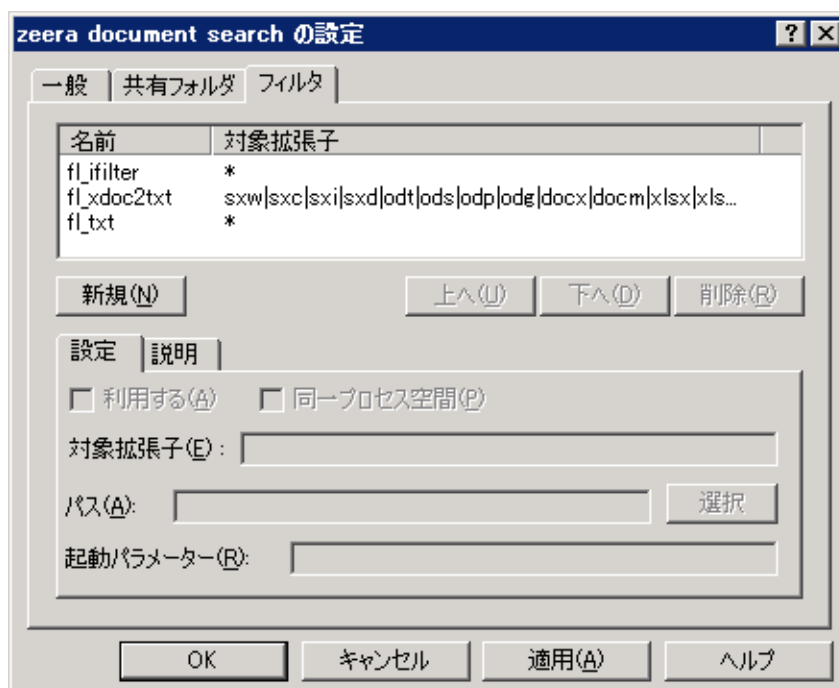 zeera document search の設定
一般 共有フォルダ フィルタ
名前 対象拡張子
fl_ifilter *
fl_xdoc2txt sxw|sxc|sxi|sxd|odt|ods|odp|odg|docx|docm|xlsx|xls...
fl_txt *
新規(N) 上へ(U) 下へ(D) 削除(R)
設定 説明
利用する(A) 同一プロセス空間(P)
対象拡張子(E) :
パス(A): 選択
起動パラメーター(R):
OK キャンセル 適用(A) ヘルプ